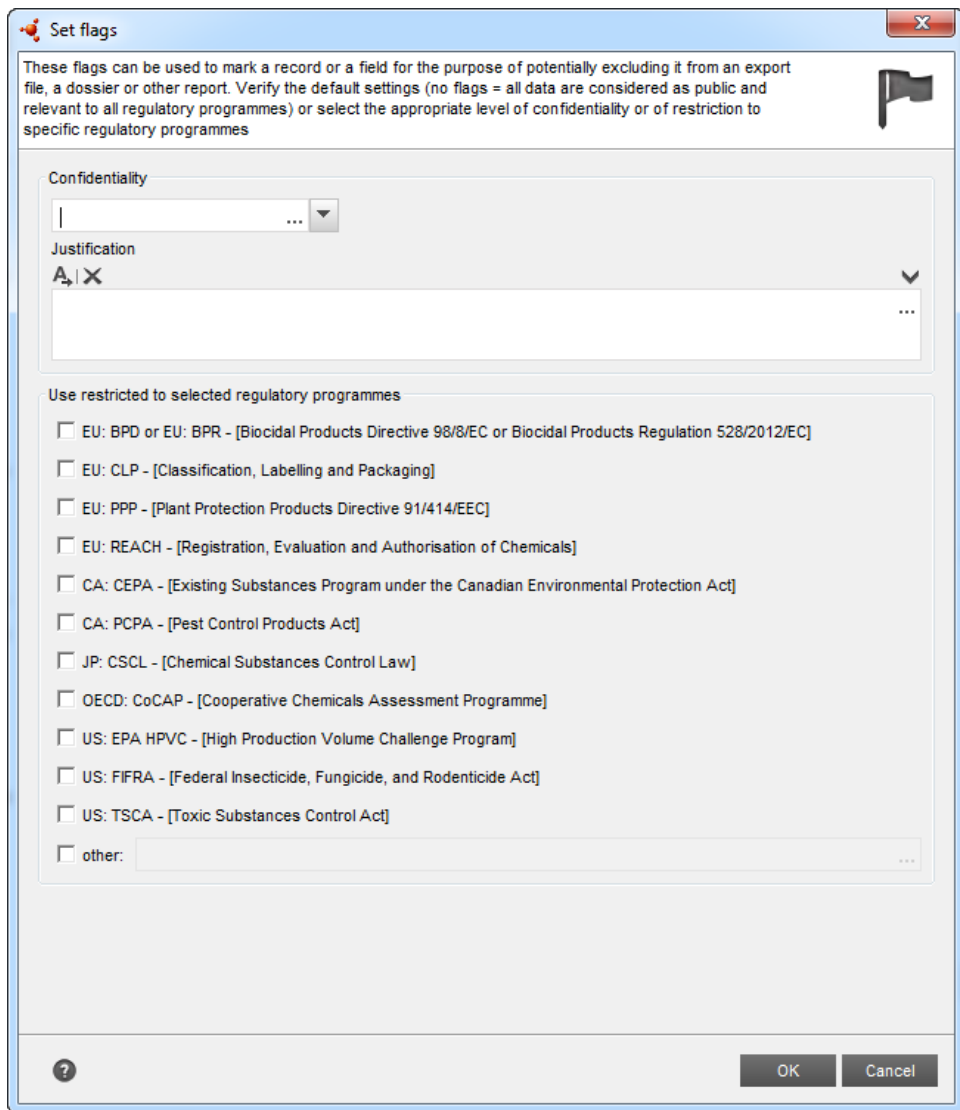 Set flags
These flags can be used to mark a record or a field for the purpose of potentially excluding it from an export
file, a dossier or other report. Verify the default settings (no flags = all data are considered as public and
relevant to all regulatory programmes) or select the appropriate level of confidentiality or of restriction to
specific regulatory programmes
Confidentiality
...
Justification
A
...
Use restricted to selected regulatory programmes
EU: BPD or EU: BPR - [Biocidal Products Directive 98/8/EC or Biocidal Products Regulation 528/2012/EC]
EU: CLP - [Classification, Labelling and Packaging]
EU: PPP - [Plant Protection Products Directive 91/414/EEC]
EU: REACH - [Registration, Evaluation and Authorisation of Chemicals]
CA: CEPA - [Existing Substances Program under the Canadian Environmental Protection Act]
CA: PCPA - [Pest Control Products Act]
JP: CSCL - [Chemical Substances Control Law]
OECD: CoCAP - [Cooperative Chemicals Assessment Programme]
US: EPA HPVC - [High Production Volume Challenge Program]
US: FIFRA - [Federal Insecticide, Fungicide, and Rodenticide Act]
US: TSCA - [Toxic Substances Control Act]
other: ...
? OK Cancel